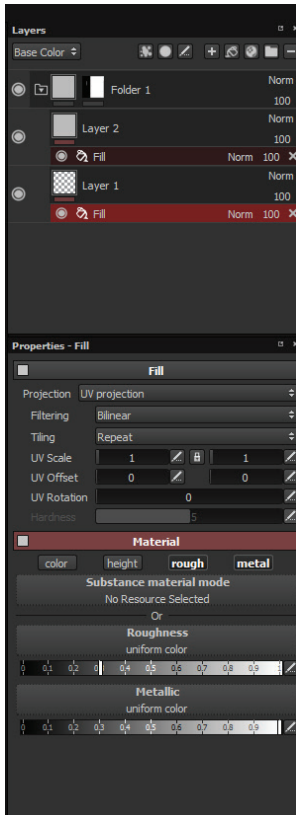 Layers
Base Color
Folder 1
Norm
100
Layer 2
Norm
100
Fill Norm 100
Layer 1
Norm
100
Fill Norm 100
Properties - Fill
Fill
Projection UV projection
Filtering Bilinear
Tiling Repeat
UV Scale 1 1
UV Offset 0 0
UV Rotation 0
Hardness 5
Material
color height rough metal
Substance material mode
No Resource Selected
Or
Roughness
uniform color
0 0,1 0,2 0,4 0,5 0,6 0,7 0,8 0,9 1
Metallic
uniform color
0 0,1 0,2 0,3 0,4 0,5 0,6 0,7 0,8 0,9